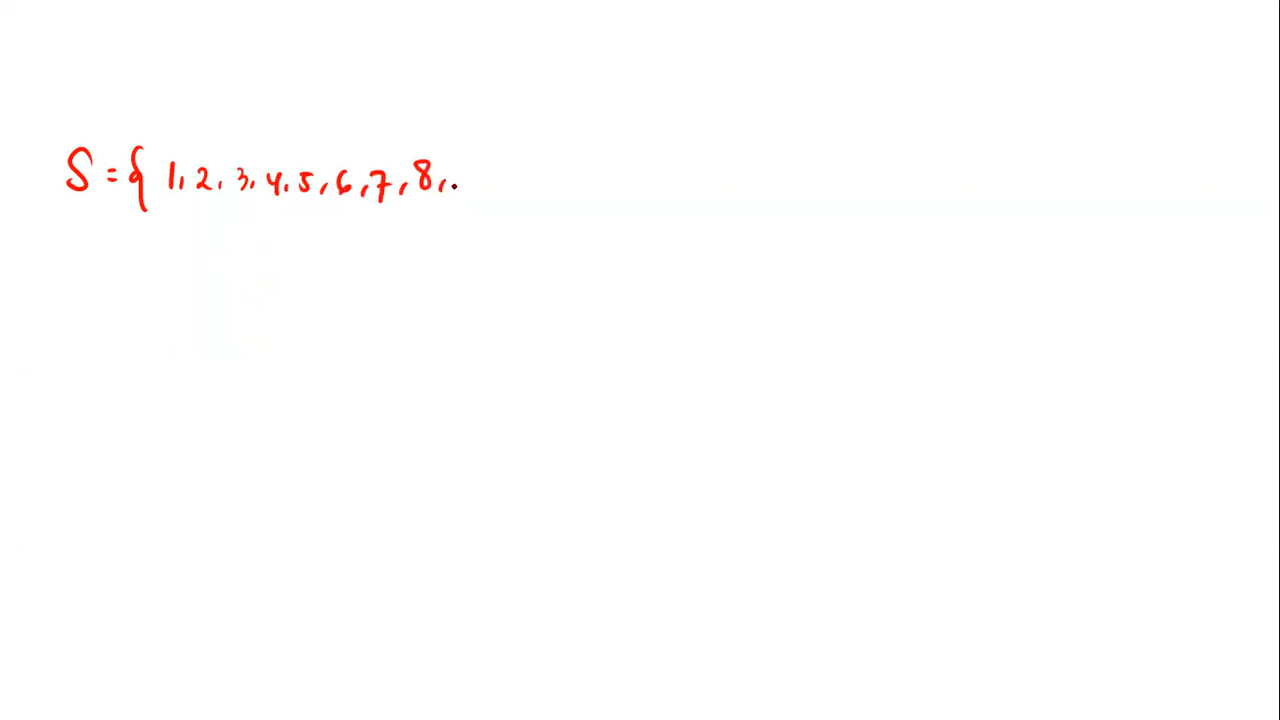 S = { 1, 2, 3, 4, 5, 6, 7, 8,